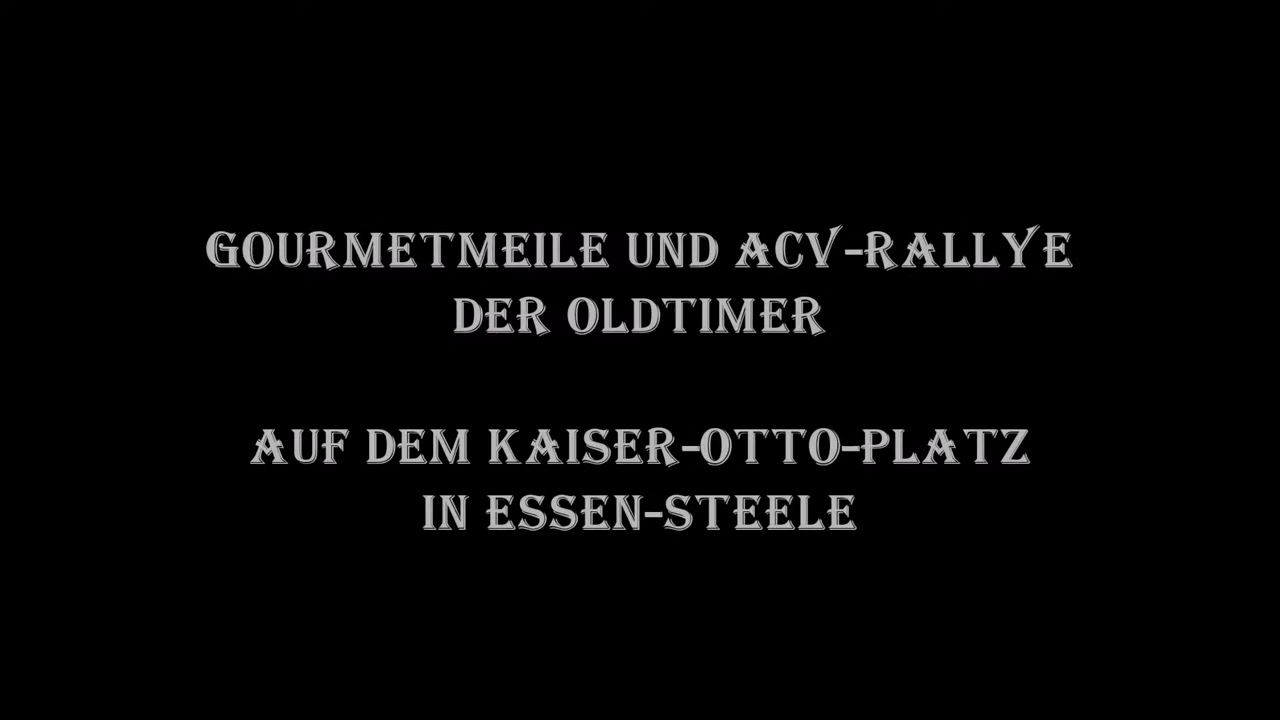 GOURMETMEILE UND ACV-RALLYE
DER OLDTIMER
AUF DEM KAISER-OTTO-PLATZ
IN ESSEN-STEELE